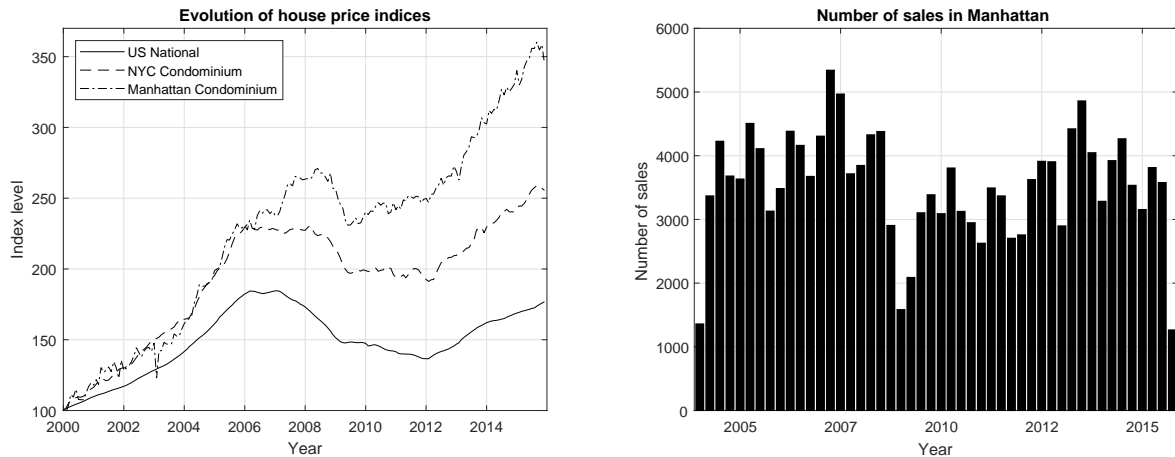 Evolution of house price indices
350
300
250
200
150
100
Index level
US National
NYC Condominium
Manhattan Condominium
2000 2002 2004 2006 2008 2010 2012 2014
Year
Number of sales in Manhattan
6000
5000
4000
3000
2000
1000
0
Number of sales
2005 2007 2010 2012 2015
Year